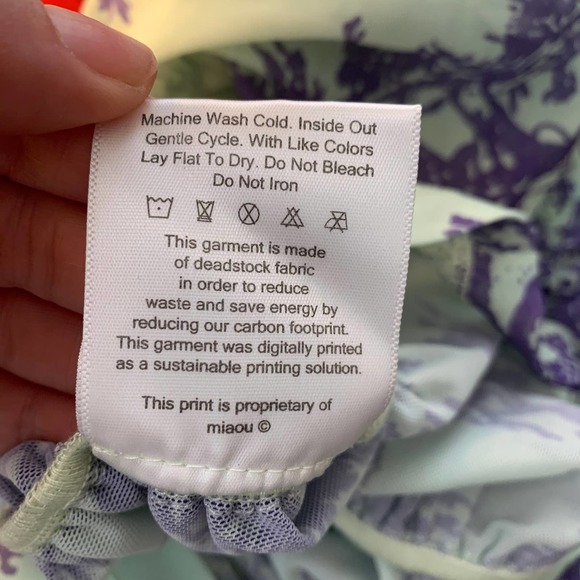 Machine Wash Cold. Inside Out
Gentle Cycle. With Like Colors
Lay Flat To Dry. Do Not Bleach
Do Not Iron
This garment is made
of deadstock fabric
in order to reduce
waste and save energy by
reducing our carbon footprint.
This garment was digitally printed
as a sustainable printing solution.
This print is proprietary of
miaou ©